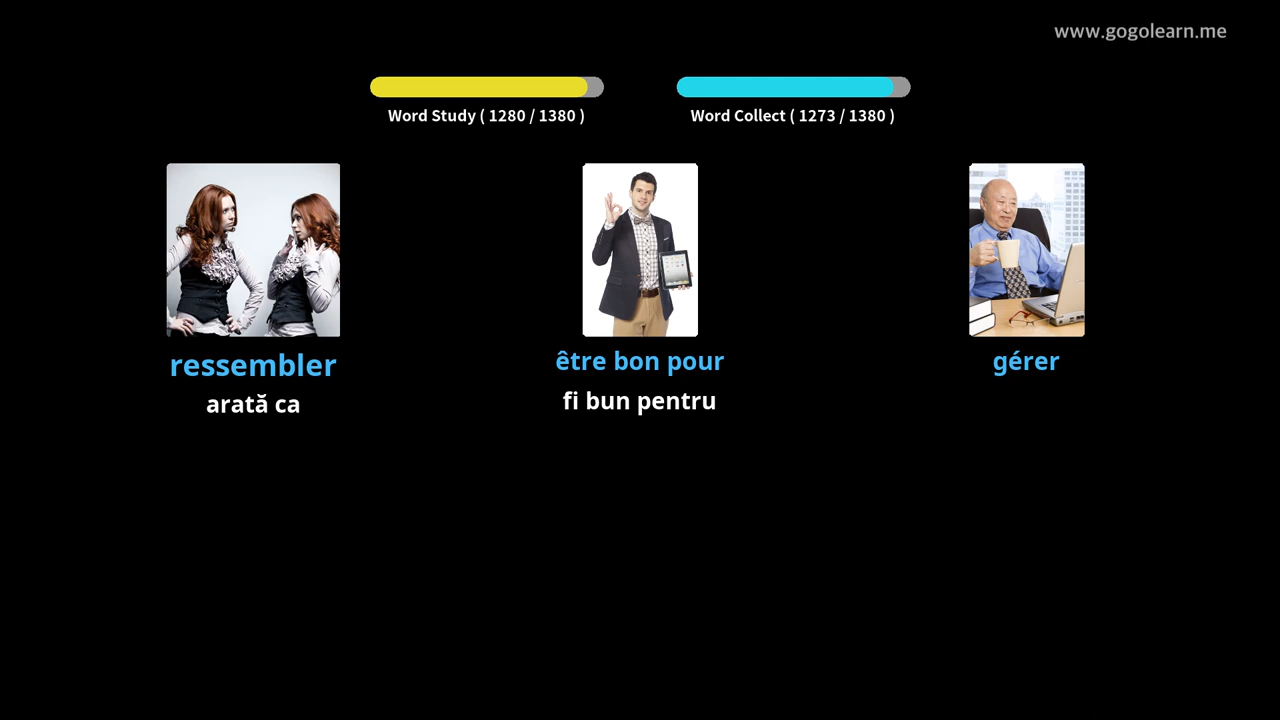 www.gogolearn.me
Word Study ( 1280 / 1380 )
Word Collect ( 1273 / 1380 )
ressembler
arată ca
être bon pour
fi bun pentru
gérer